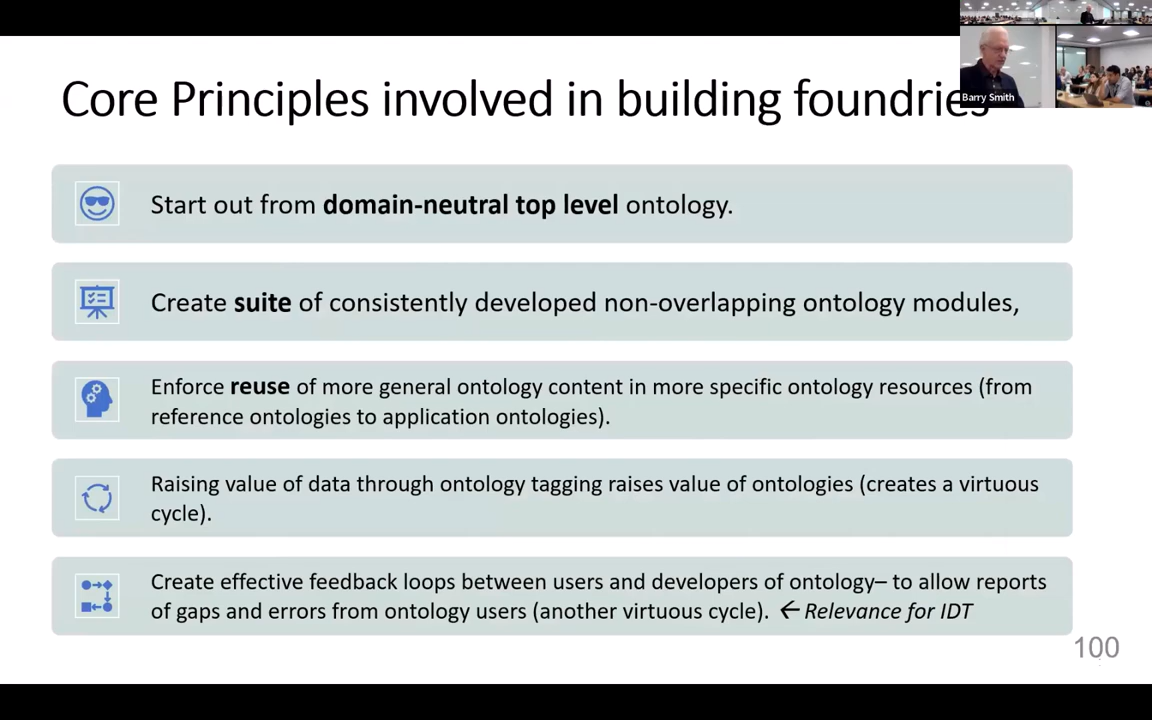 Core Principles involved in building foundries
Barry Smith
Start out from domain-neutral top level ontology.
Create suite of consistently developed non-overlapping ontology modules,
Enforce reuse of more general ontology content in more specific ontology resources (from
reference ontologies to application ontologies).
Raising value of data through ontology tagging raises value of ontologies (creates a virtuous
cycle).
Create effective feedback loops between users and developers of ontology– to allow reports
of gaps and errors from ontology users (another virtuous cycle). ← Relevance for IDT
100